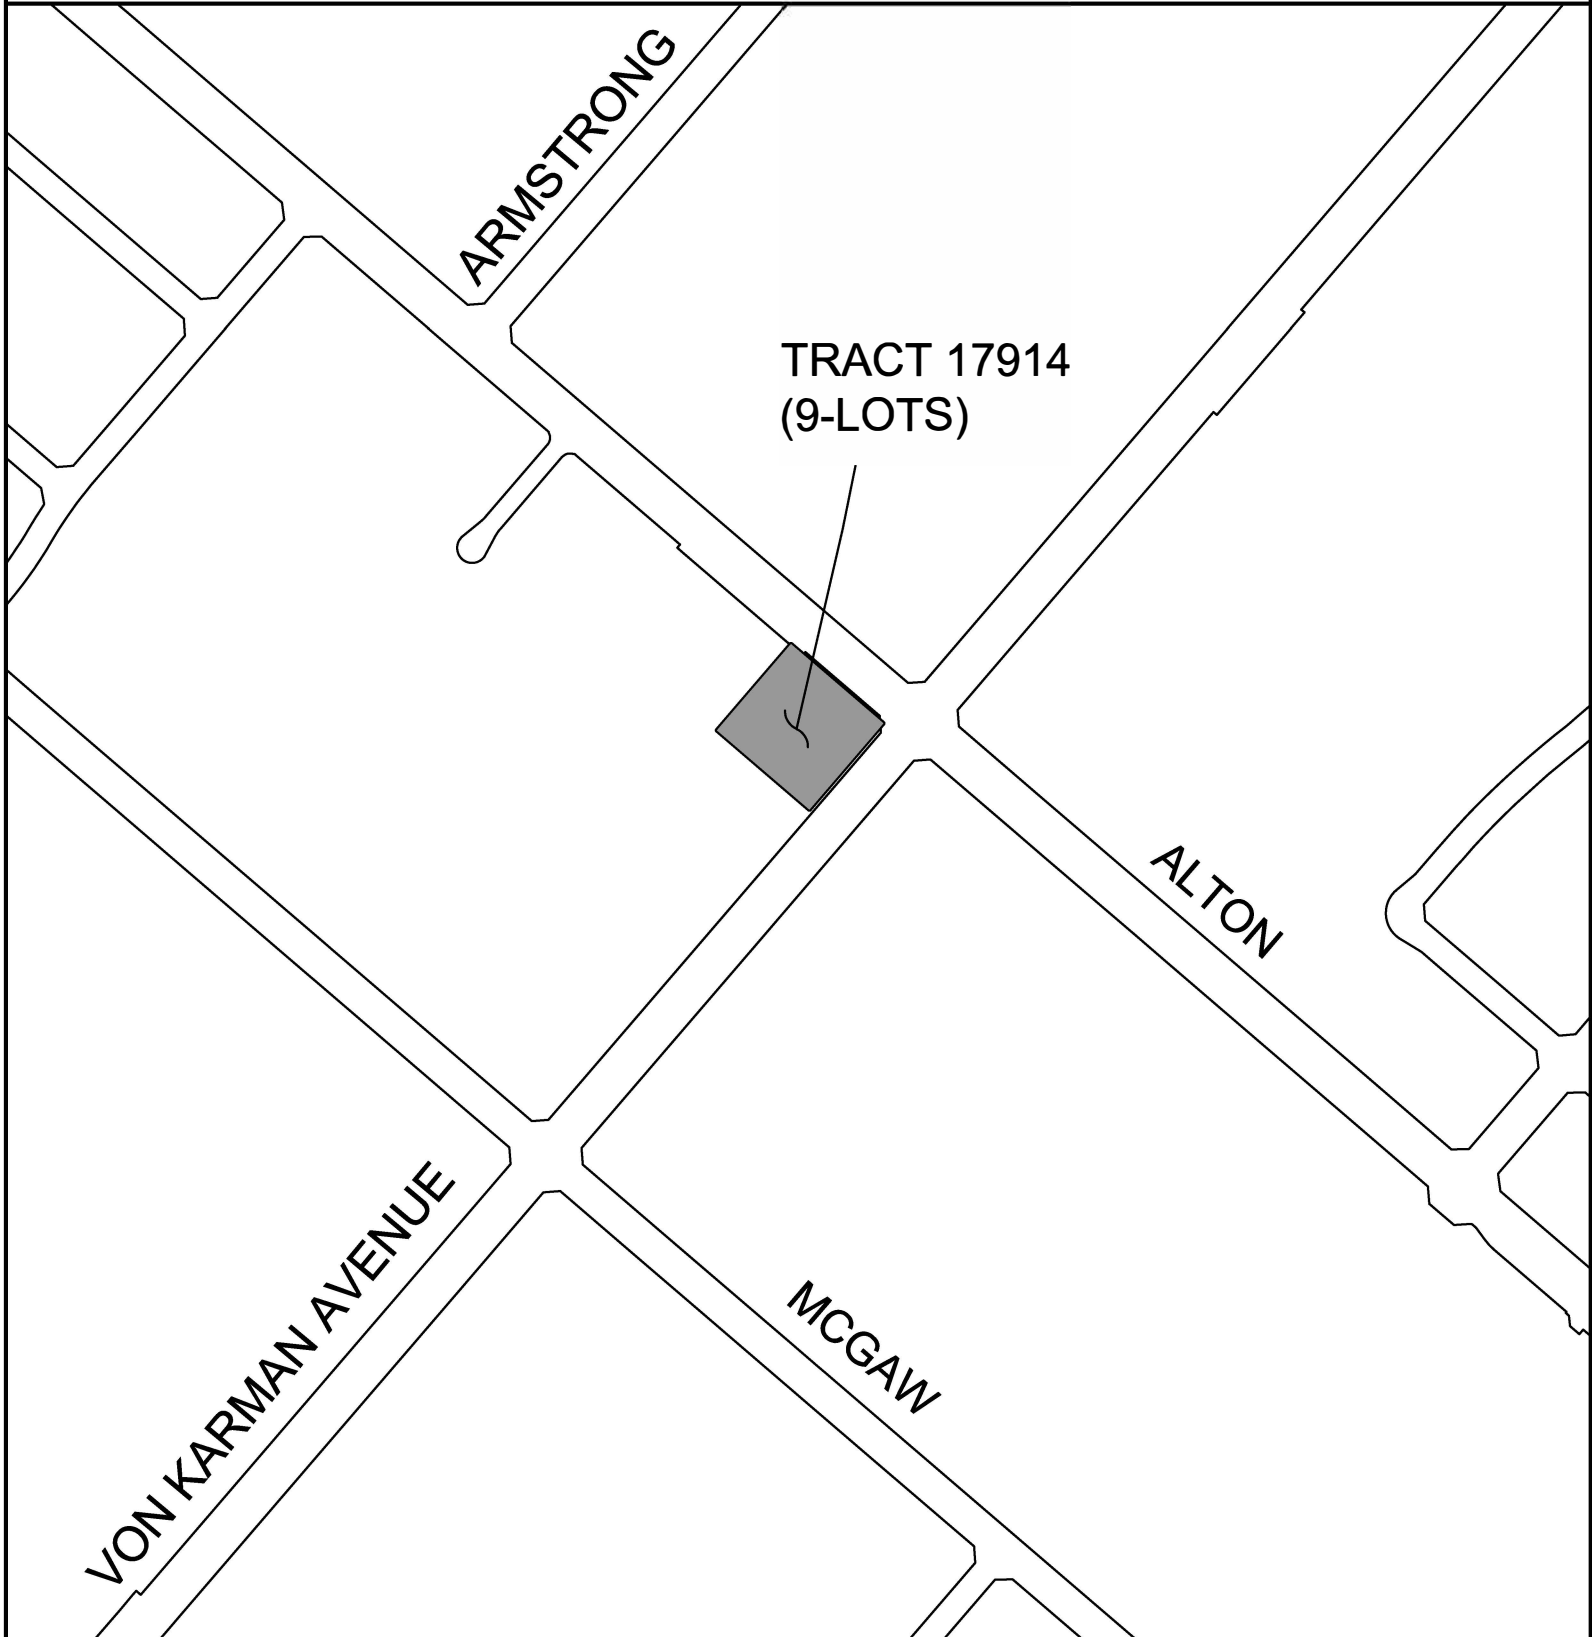 ARMSTRONG
TRACT 17914
(9-LOTS)
ALTON
VON KARMAN AVENUE
MCGAW